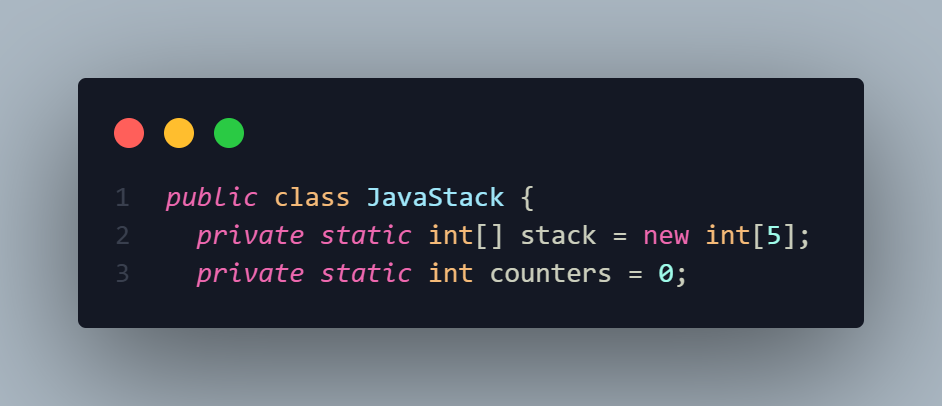 1 public class JavaStack {
2   private static int[] stack = new int[5];
3   private static int counters = 0;